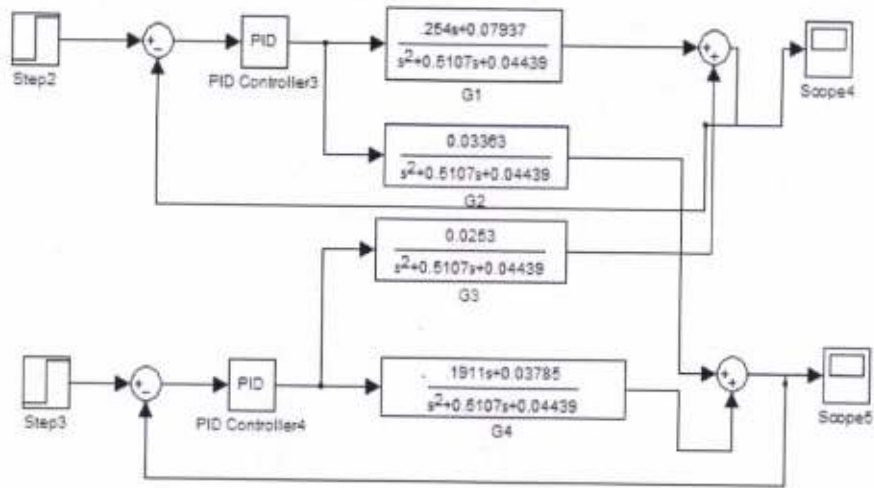 .254s+0.07937
s2+0.5107s+0.04439
G1
PID
PID Controller3
Step2
Scope4
0.03363
s2+0.5107s+0.04439
G2
0.0253
s2+0.5107s+0.04439
G3
PID
PID Controller4
Step3
.1911s+0.03785
s2+0.5107s+0.04439
G4
Scope5